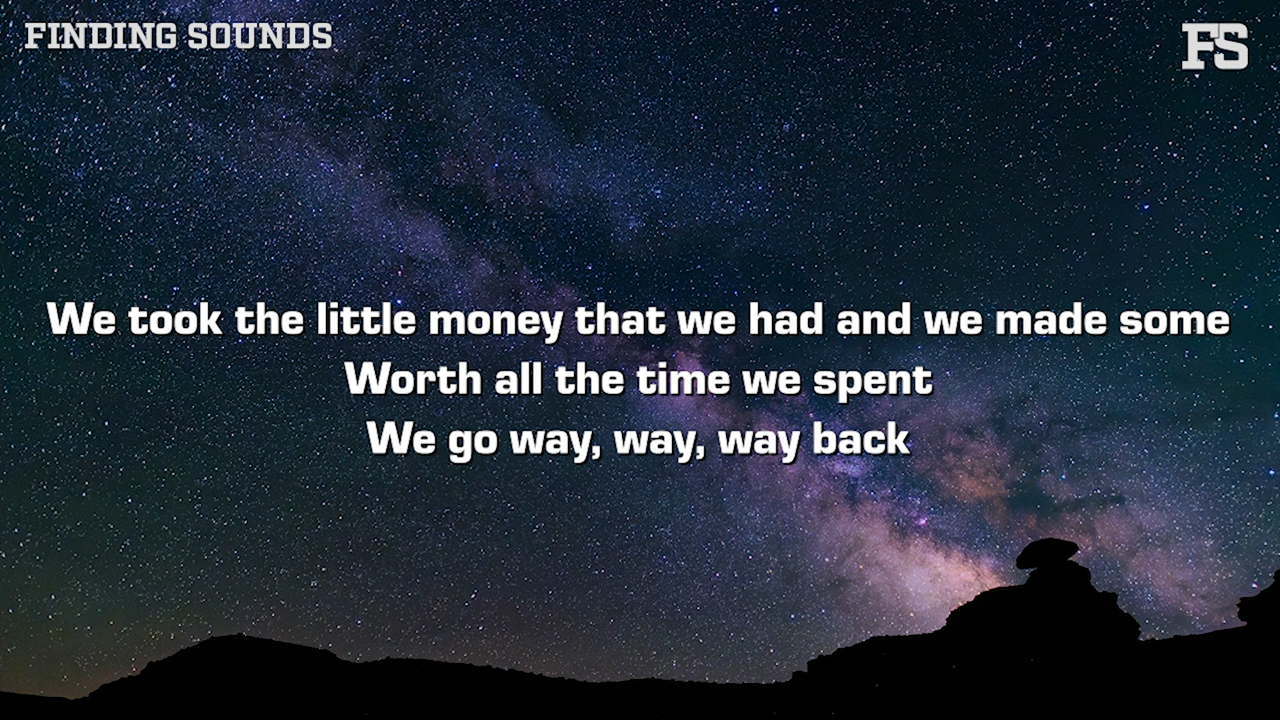 FINDING SOUNDS
FS
We took the little money that we had and we made some
Worth all the time we spent
We go way, way, way back